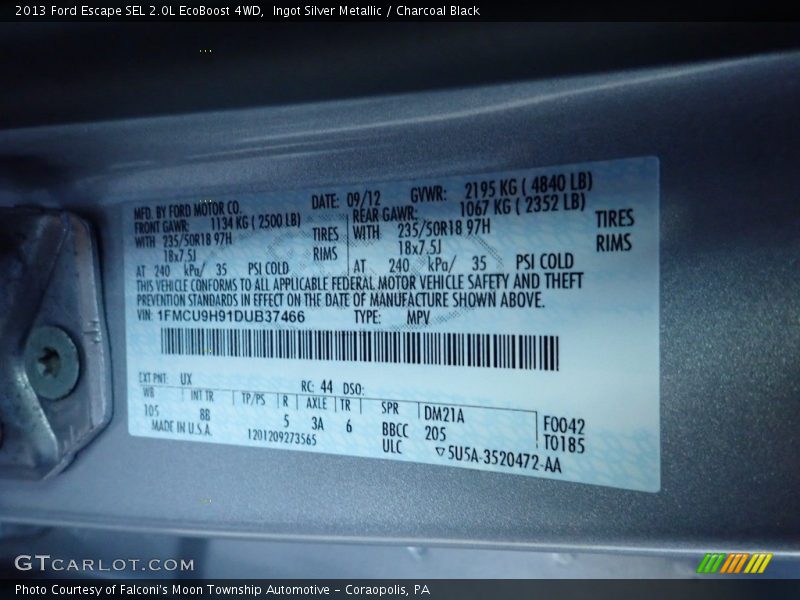 2013 Ford Escape SEL 2.0L EcoBoost 4WD,  Ingot Silver Metallic / Charcoal Black
MFD. BY FORD MOTOR CO. DATE: 09/12 GVWR: 2195 KG ( 4840 LB)
FRONT GAWR: 1134 KG ( 2500 LB) REAR GAWR: 1067 KG ( 2352 LB)
WITH 235/50R18 97H TIRES WITH 235/50R18 97H TIRES
18x7.5J RIMS 18x7.5J RIMS
AT 240 kPa/ 35 PSI COLD AT 240 kPa/ 35 PSI COLD
THIS VEHICLE CONFORMS TO ALL APPLICABLE FEDERAL MOTOR VEHICLE SAFETY AND THEFT
PREVENTION STANDARDS IN EFFECT ON THE DATE OF MANUFACTURE SHOWN ABOVE.
VIN: 1FMCU9H91DUB37466 TYPE: MPV
EXT PNT: UX RC: 44 DSO:
WB INT TR TP/PS R AXLE TR SPR DM21A F0042
105 8B 5 3A 6 BBCC 205 T0185
MADE IN U.S.A. 1201209273565 ULC ▽5U5A-3520472-AA
GTCARLOT.COM
Photo Courtesy of Falconi's Moon Township Automotive – Coraopolis, PA